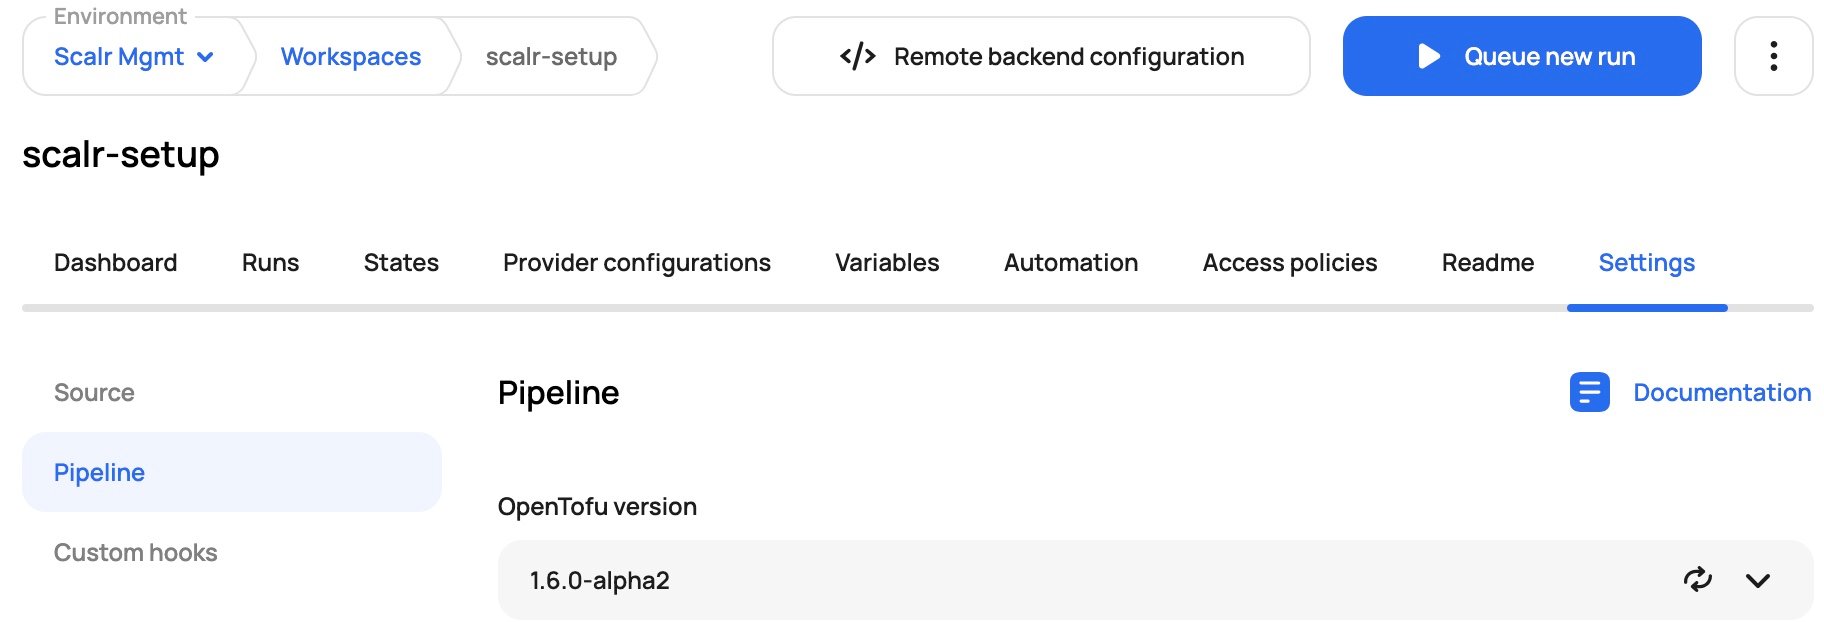 Environment
Scalr Mgmt Workspaces scalr-setup </> Remote backend configuration Queue new run
scalr-setup
Dashboard Runs States Provider configurations Variables Automation Access policies Readme Settings
Source
Pipeline
Custom hooks
Pipeline
Documentation
OpenTofu version
1.6.0-alpha2